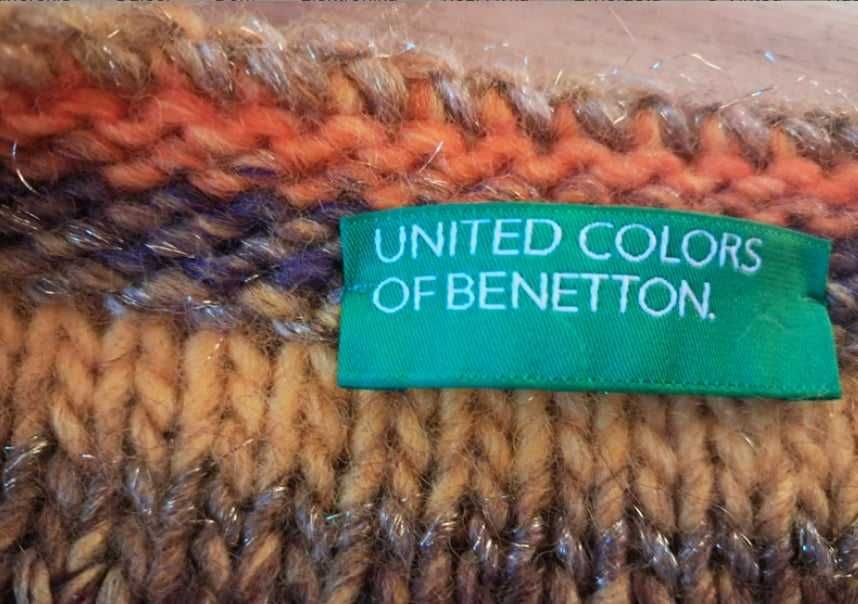 UNITED COLORS
OF BENETTON.